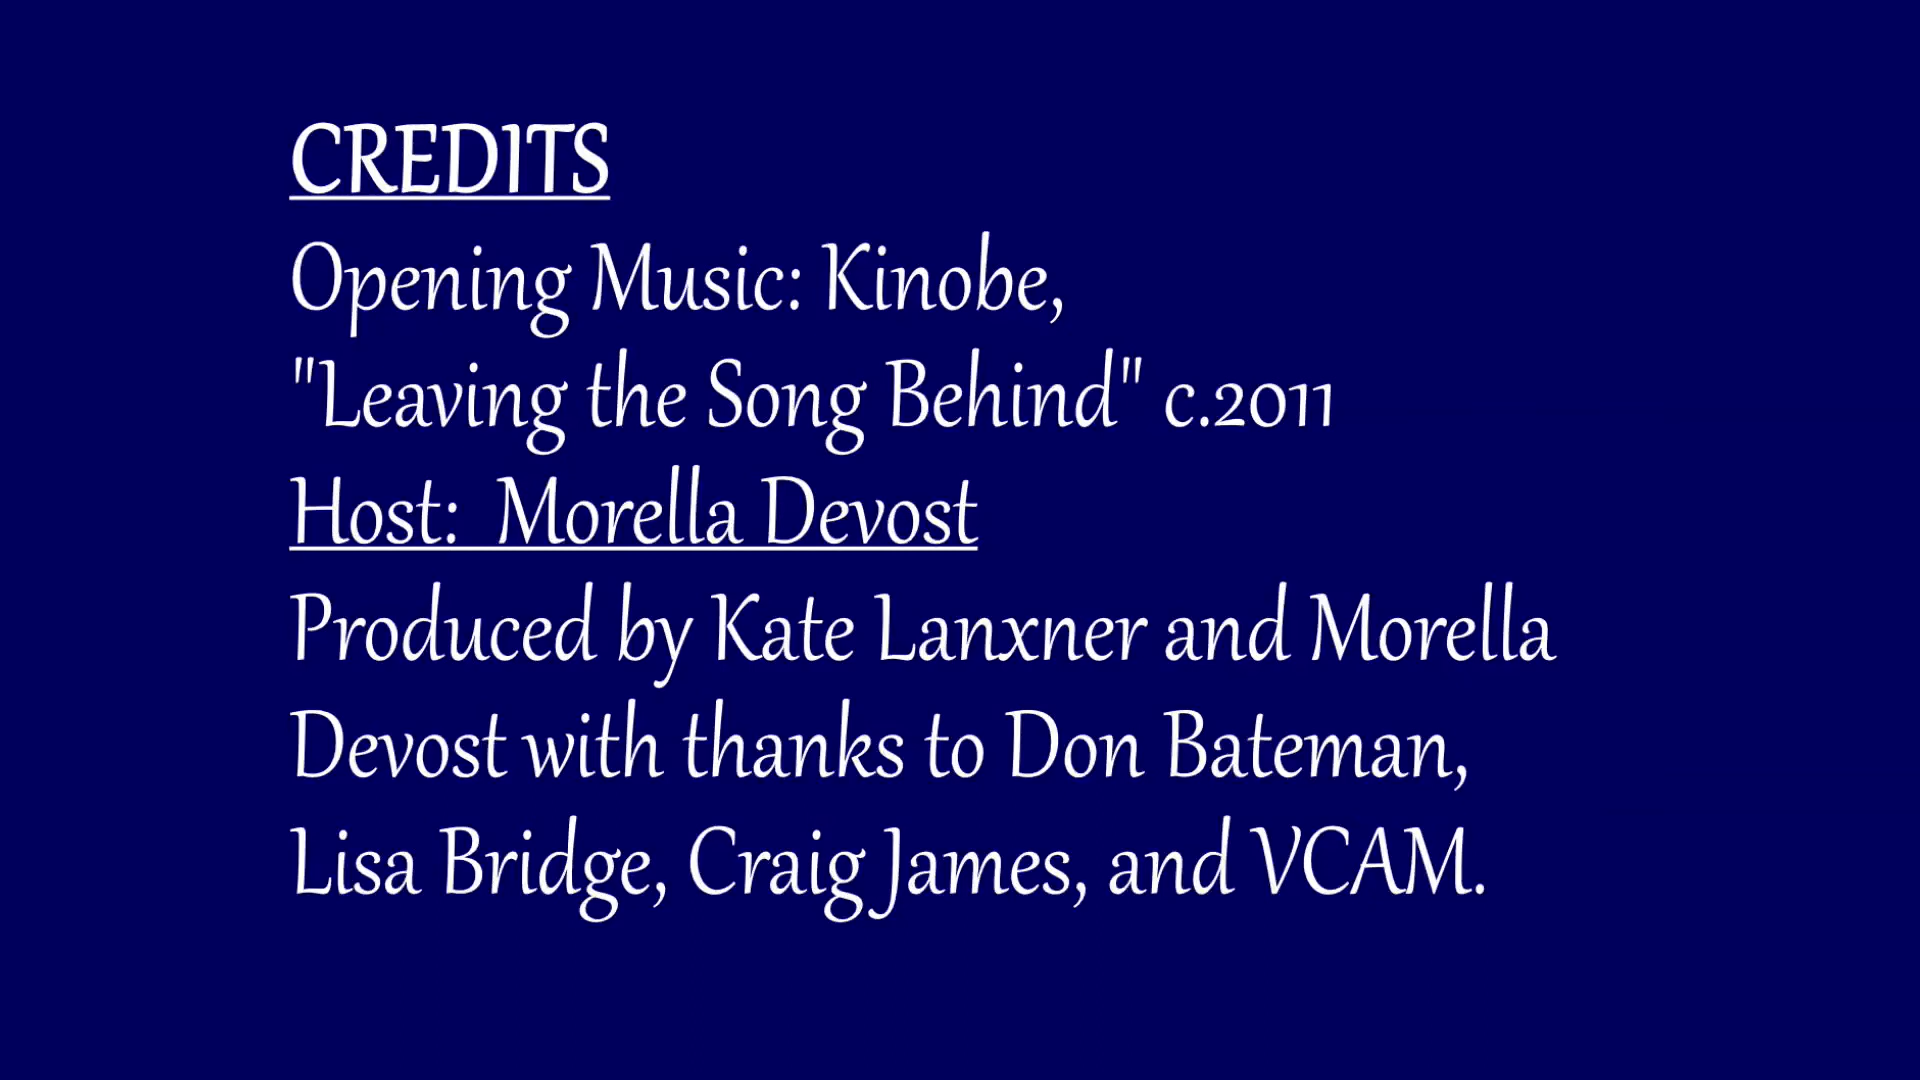 CREDITS
Opening Music: Kinobe,
"Leaving the Song Behind" c.2011
Host:  Morella Devost
Produced by Kate Lanxner and Morella
Devost with thanks to Don Bateman,
Lisa Bridge, Craig James, and VCAM.